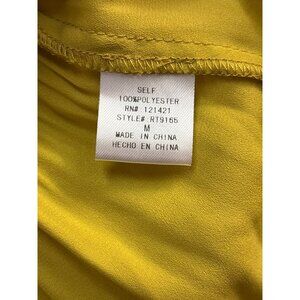 SELF
100%POLYESTER
RN# 121421
STYLE# RT9165
M
MADE IN CHINA
HECHO EN CHINA